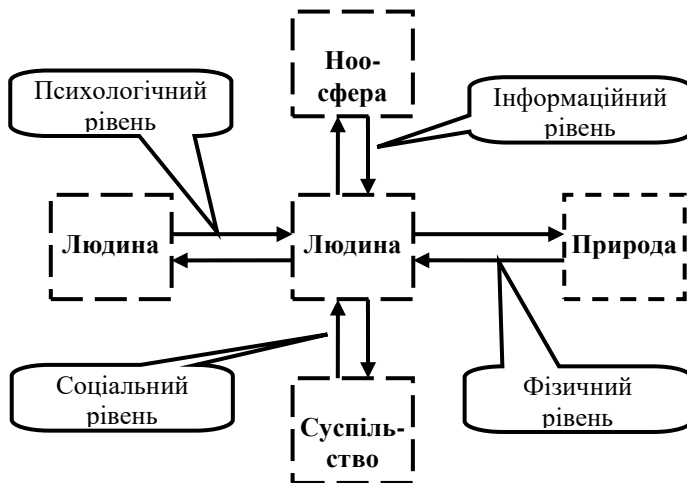 Ноо-
сфера
Психологічний
рівень
Інформаційний
рівень
Людина
Людина
Природа
Соціальний
рівень
Фізичний
рівень
Суспіль-
ство